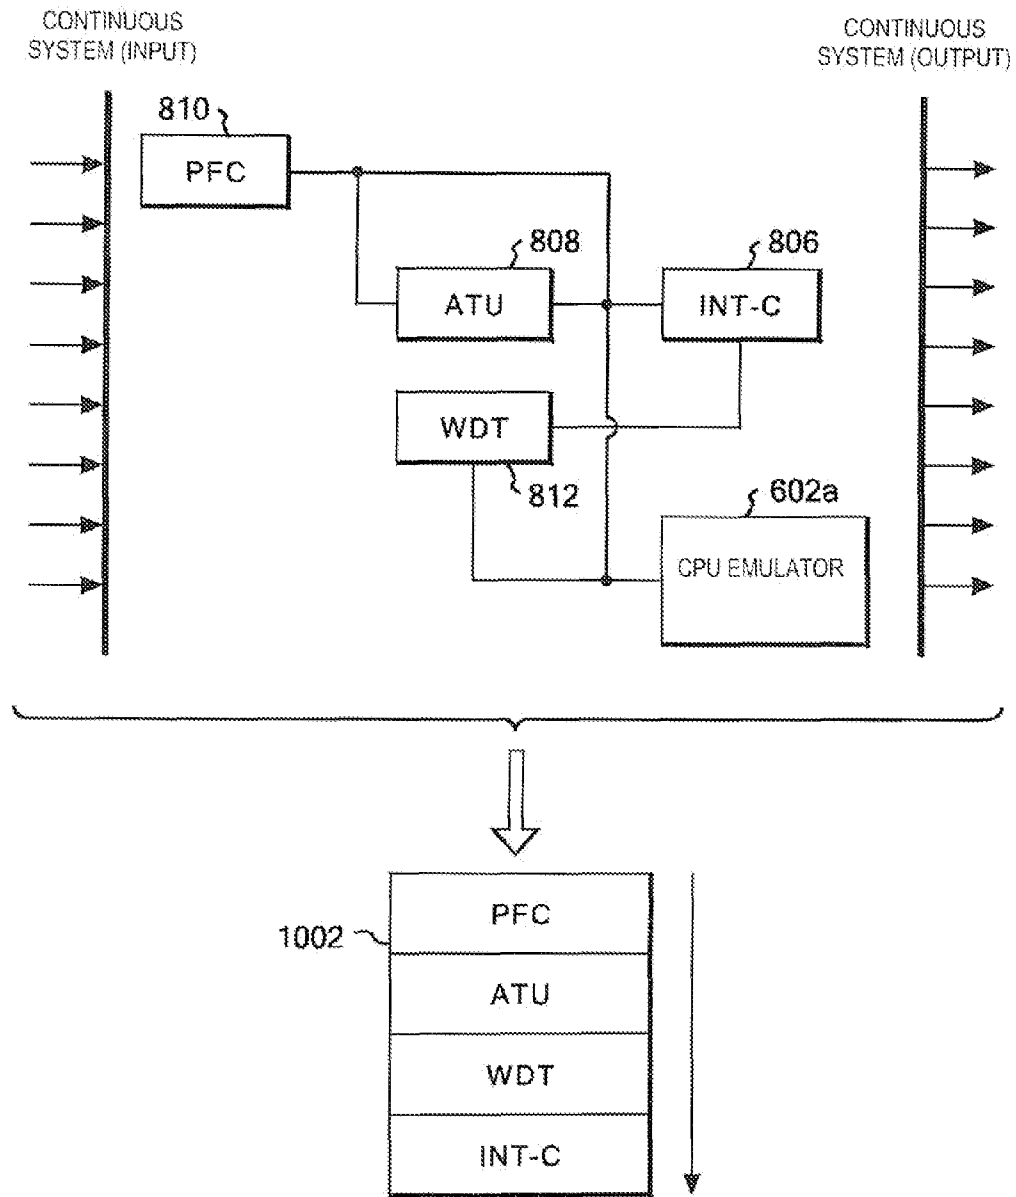 CONTINUOUS
SYSTEM (INPUT)
CONTINUOUS
SYSTEM (OUTPUT)
810
PFC
808
806
ATU
INT-C
WDT
812
602a
CPU EMULATOR
1002
PFC
ATU
WDT
INT-C